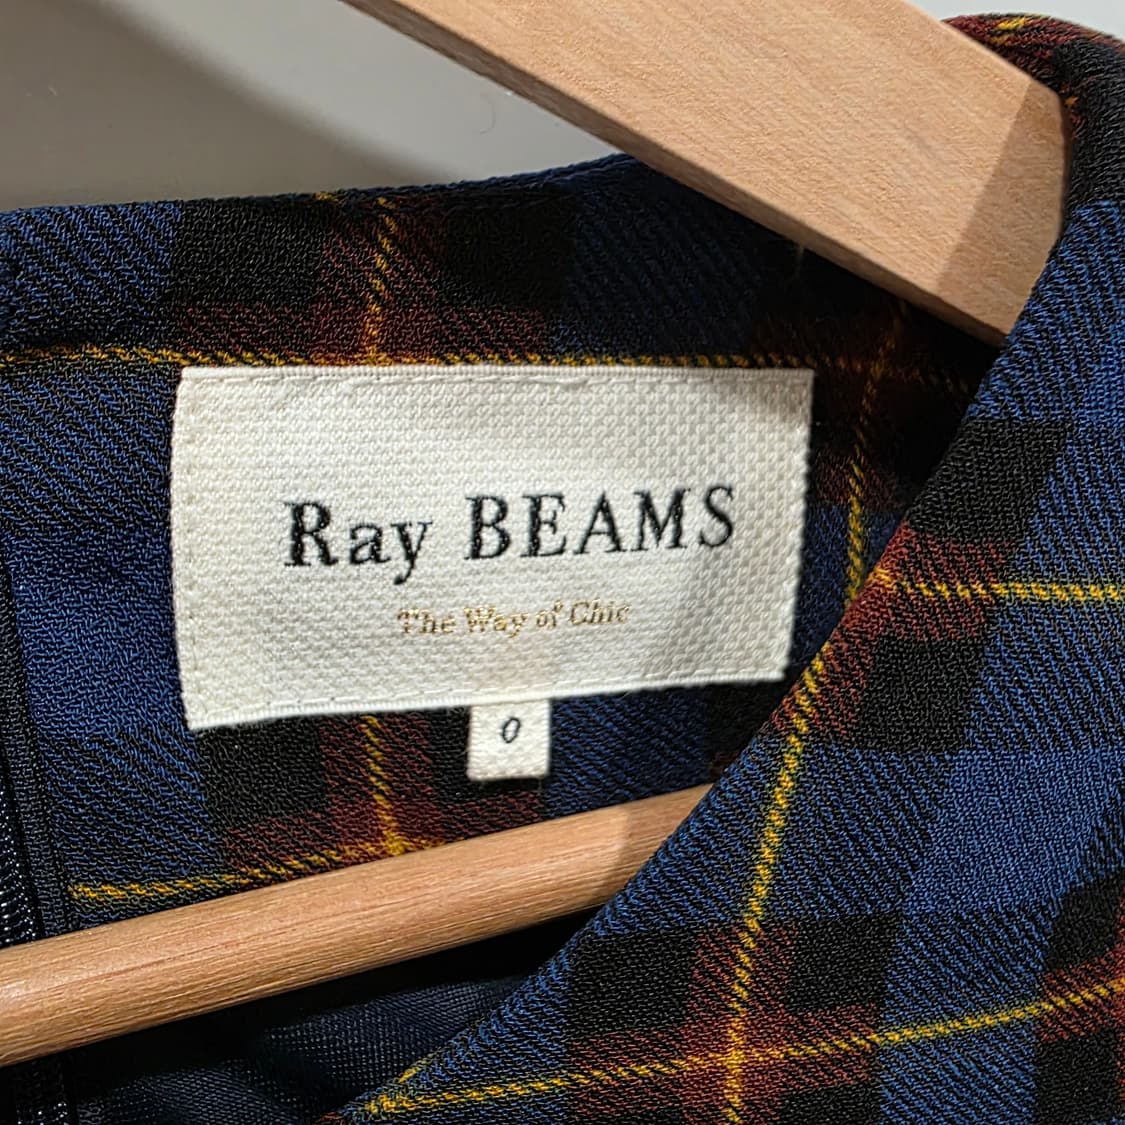 Ray BEAMS
The Way of Chic
0